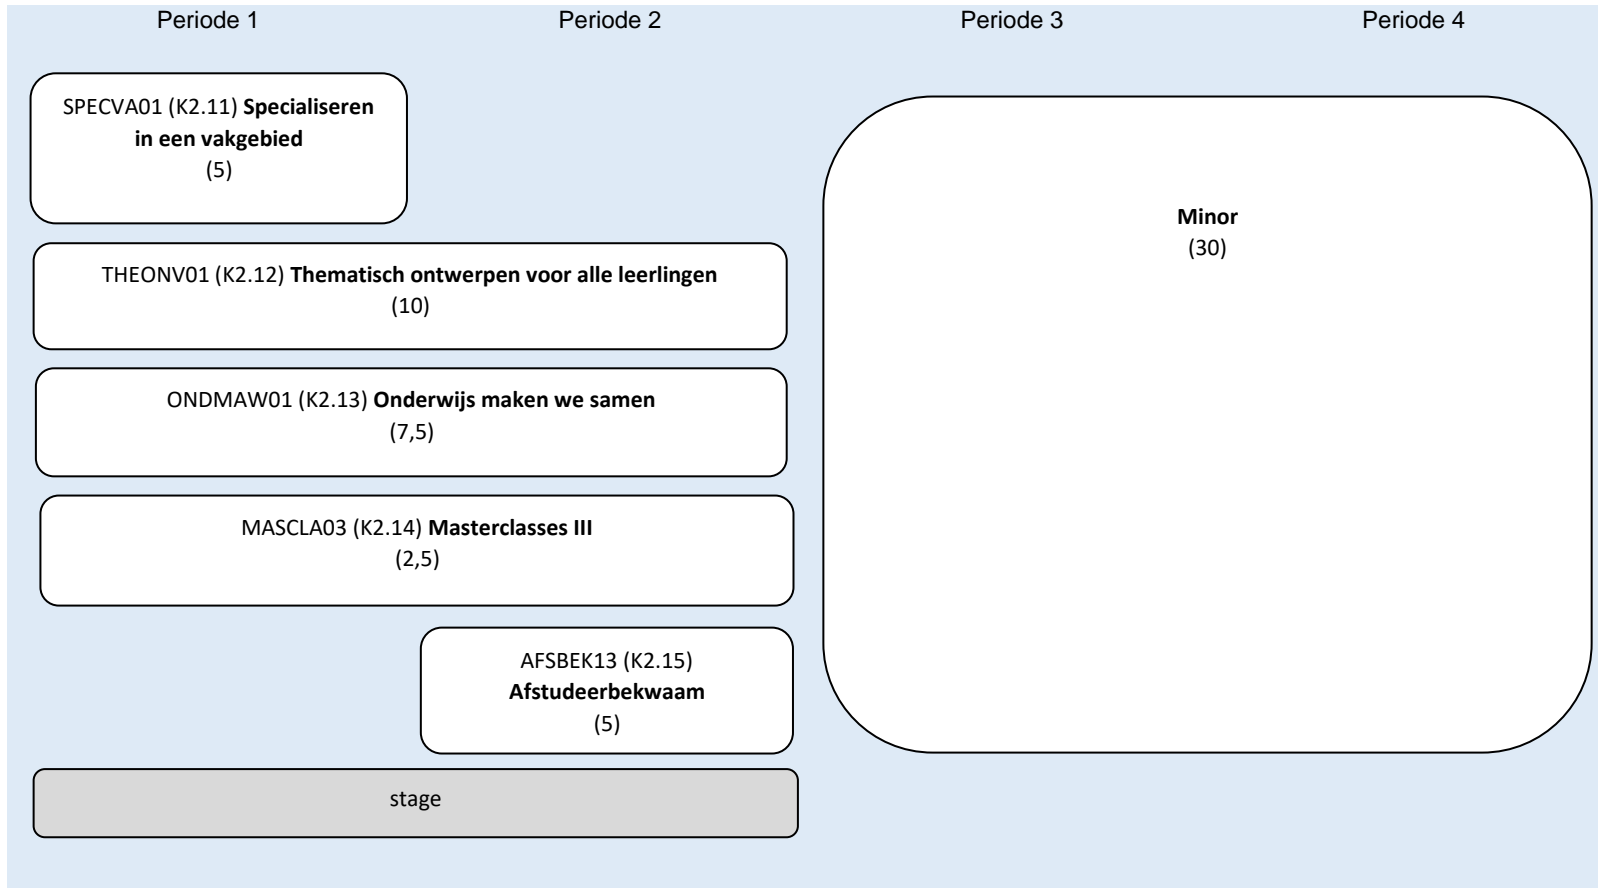 Periode 1
Periode 2
Periode 3
Periode 4
SPECVA01 (K2.11) Specialiseren
in een vakgebied
(5)
THEONV01 (K2.12) Thematisch ontwerpen voor alle leerlingen
(10)
ONDMAW01 (K2.13) Onderwijs maken we samen
(7,5)
MASCLA03 (K2.14) Masterclasses III
(2,5)
AFSBEK13 (K2.15)
Afstudeerbekwaam
(5)
stage
Minor
(30)